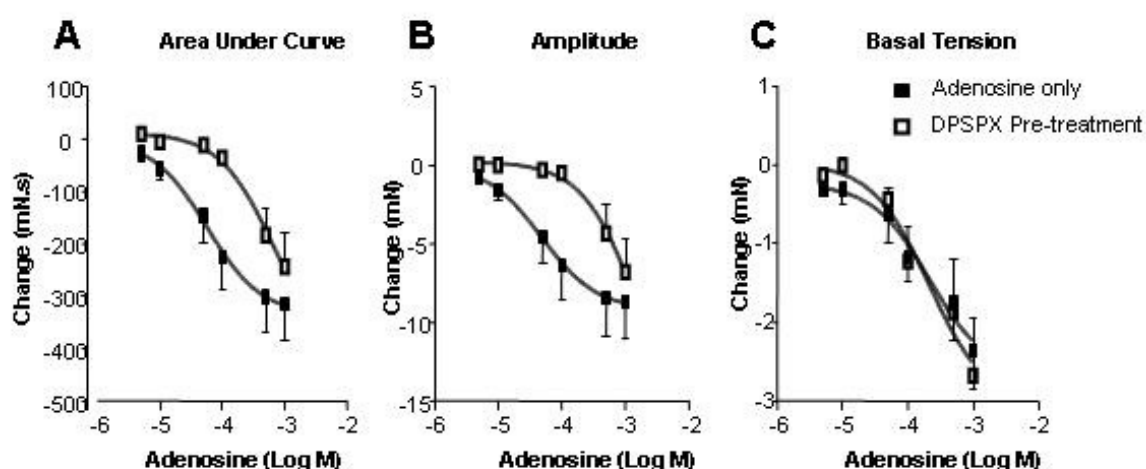 A Area Under Curve
100
0
-100
-200
-300
-400
-500
Change (mN.s)
-6 -5 -4 -3 -2
Adenosine (Log M)
B Amplitude
5
0
-5
-10
-15
Change (mN)
-6 -5 -4 -3 -2
Adenosine (Log M)
C Basal Tension
Adenosine only
DPSPX Pre-treatment
1
0
-1
-2
-3
Change (mN)
-6 -5 -4 -3 -2
Adenosine (Log M)